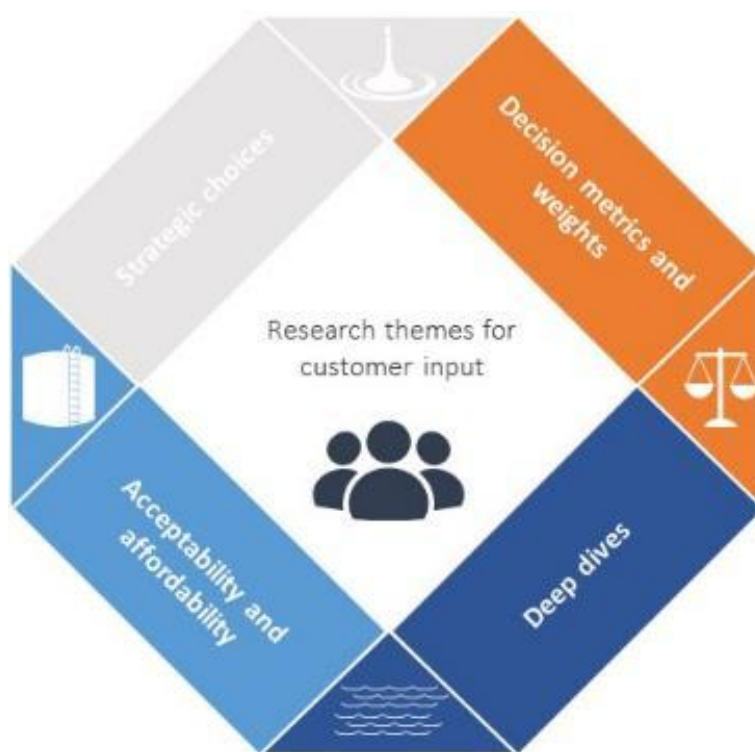 Strategic choices
Decision metrics and
weights
Research themes for
customer input
Acceptability and
affordability
Deep dives